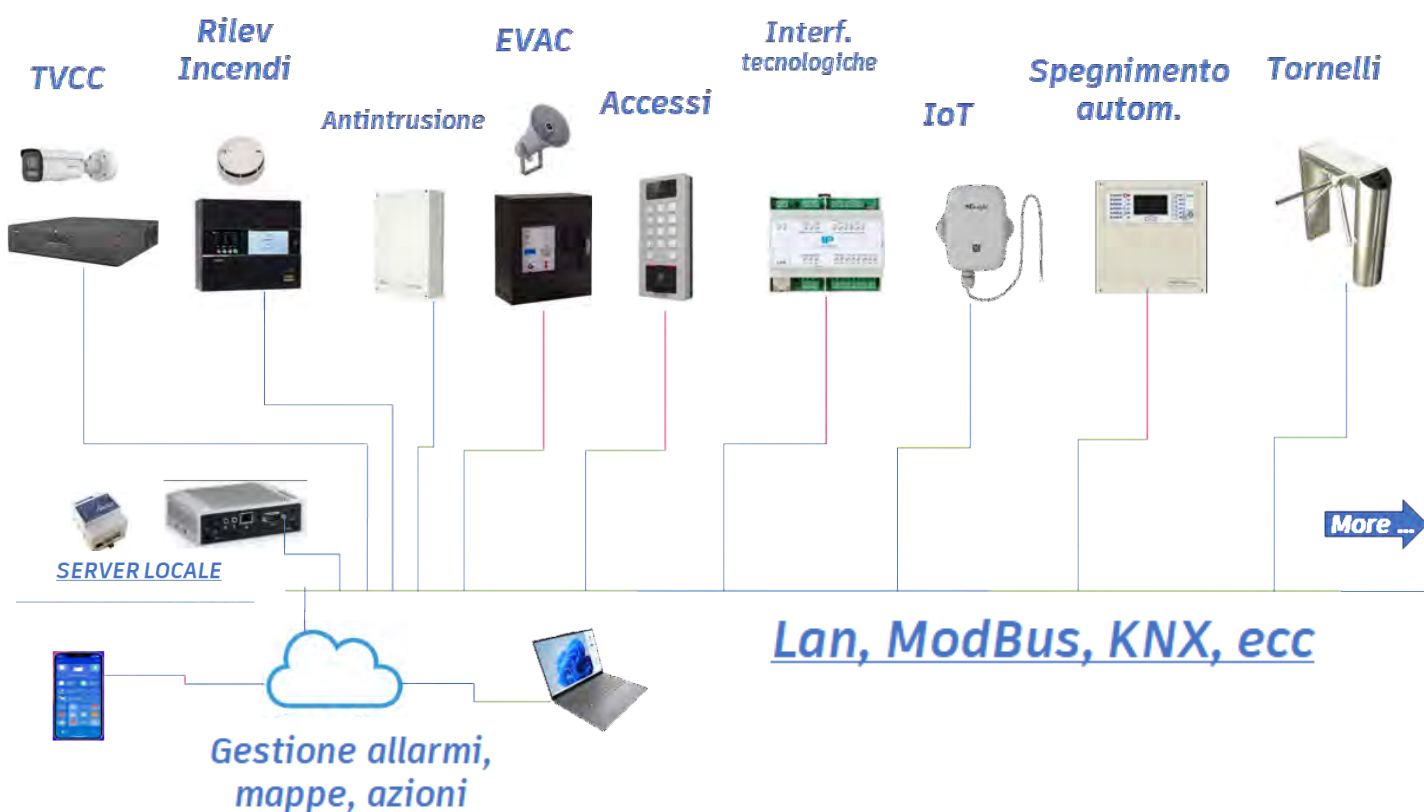 TVCC
Rilev
Incendi
Antintrusione
EVAC
Accessi
Interf.
tecnologiche
IoT
Spegnimento
autom.
Tornelli
SERVER LOCALE
More ...
Lan, ModBus, KNX, ecc
Gestione allarmi,
mappe, azioni